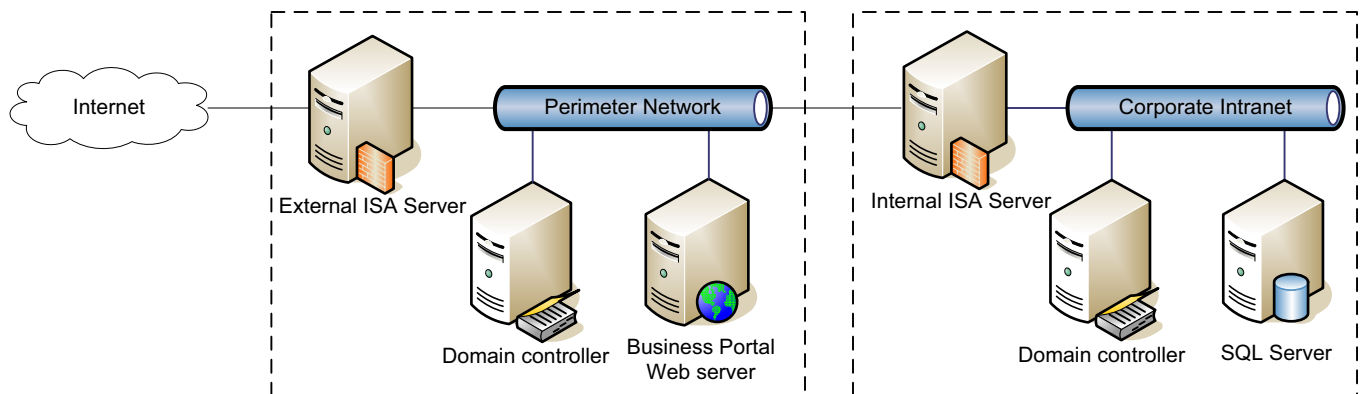 Internet
External ISA Server
Perimeter Network
Domain controller
Business Portal
Web server
Internal ISA Server
Corporate Intranet
Domain controller
SQL Server